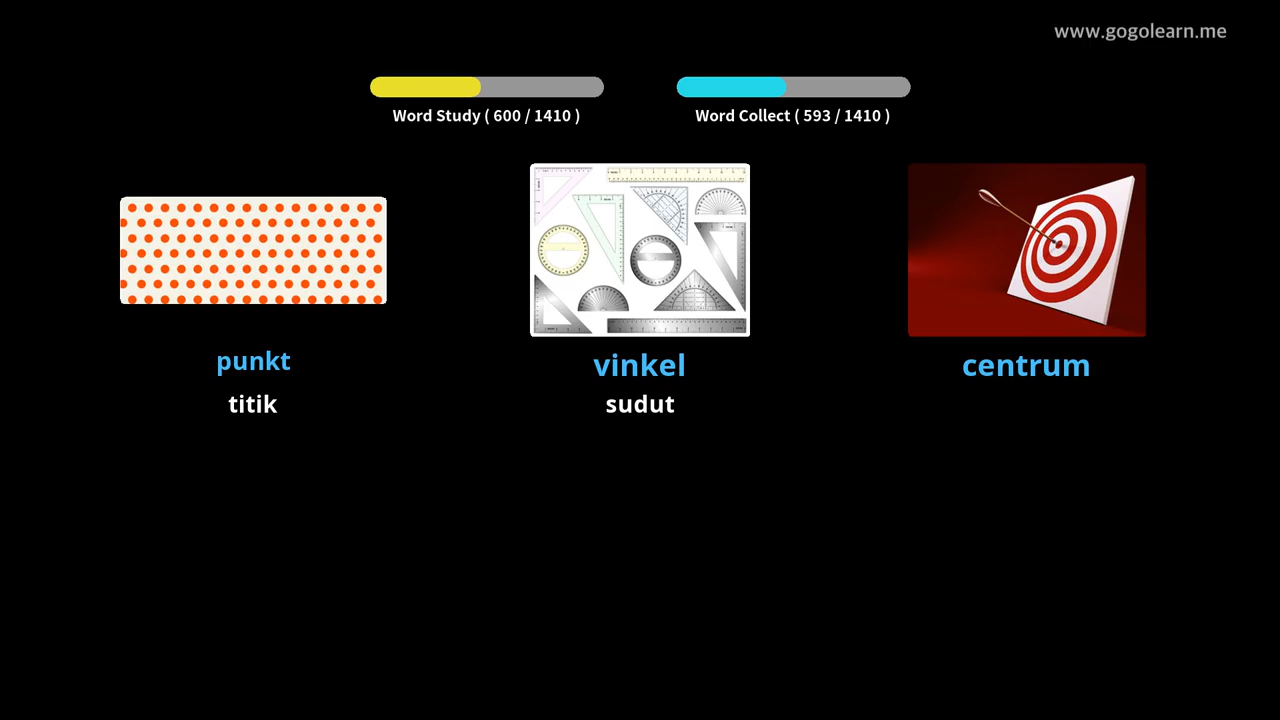 www.gogolearn.me
Word Study ( 600 / 1410 )
Word Collect ( 593 / 1410 )
punkt
vinkel
centrum
titik
sudut